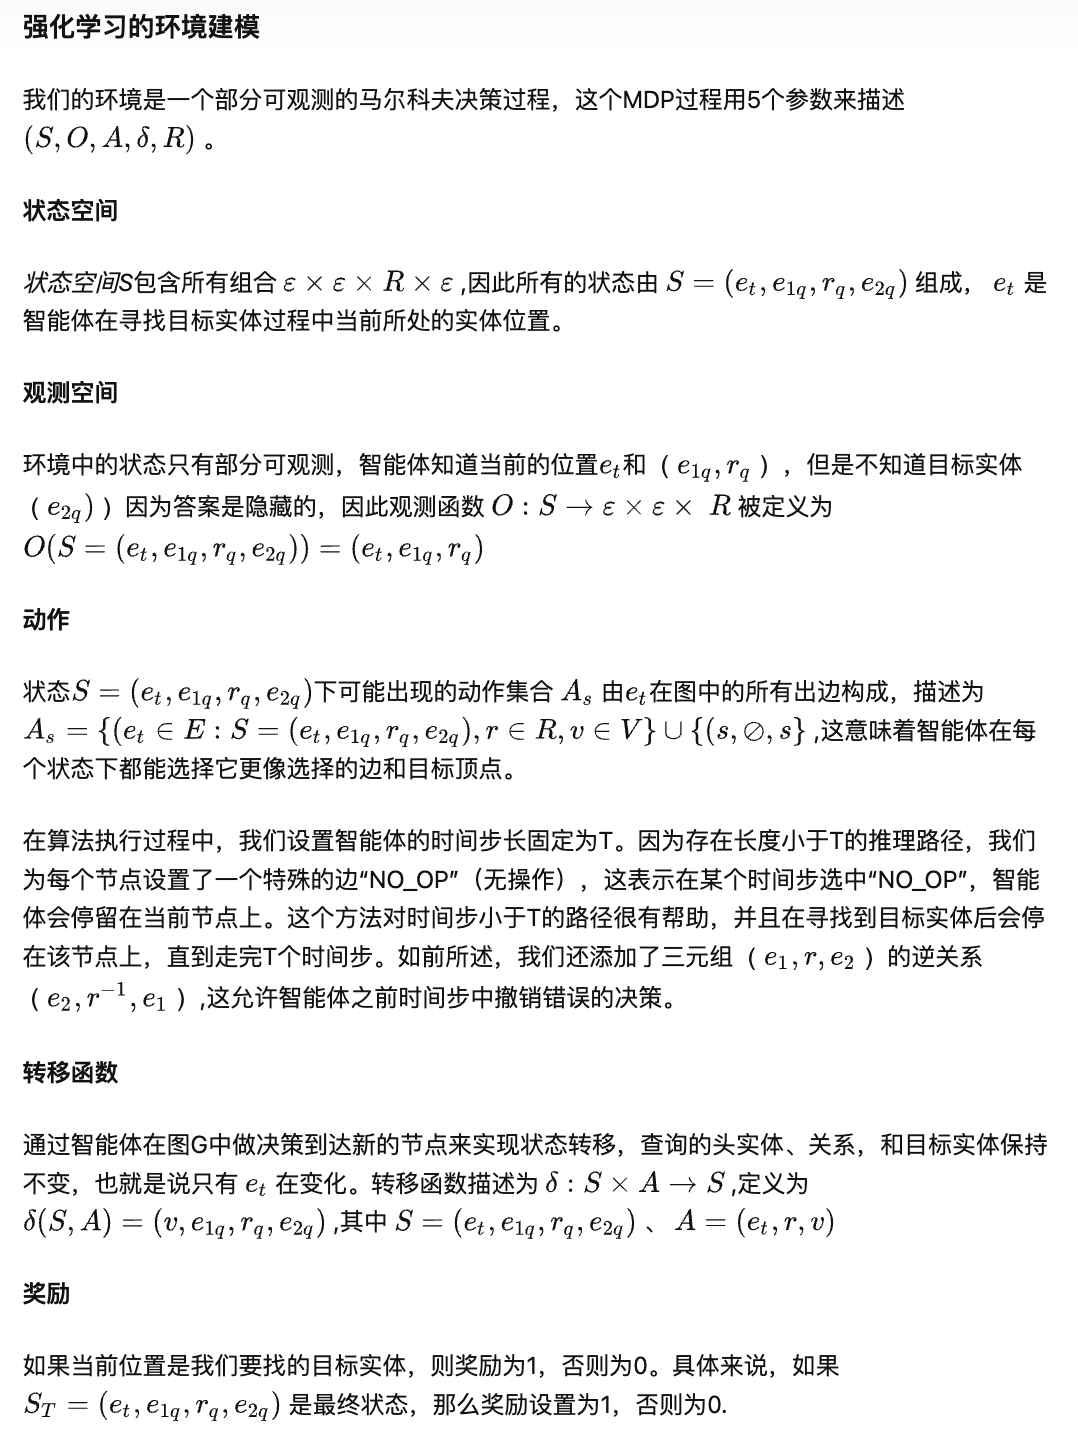 强化学习的环境建模
我们的环境是一个部分可观测的马尔科夫决策过程，这个MDP过程用5个参数来描述
(S, O, A, δ, R) 。
状态空间
状态空间S包含所有组合 ε × ε × R × ε ,因此所有的状态由 S = (e_t, e_{1q}, r_q, e_{2q}) 组成， e_t 是
智能体在寻找目标实体过程中当前所处的实体位置。
观测空间
环境中的状态只有部分可观测，智能体知道当前的位置e_t和（ e_{1q}, r_q ），但是不知道目标实体
（ e_{2q}) ）因为答案是隐藏的，因此观测函数 O : S → ε × ε × R 被定义为
O(S = (e_t, e_{1q}, r_q, e_{2q})) = (e_t, e_{1q}, r_q)
动作
状态S = (e_t, e_{1q}, r_q, e_{2q})下可能出现的动作集合 A_s 由e_t在图中的所有出边构成，描述为
A_s = {(e_t ∈ E : S = (e_t, e_{1q}, r_q, e_{2q}), r ∈ R, v ∈ V} ∪ {(s, ∅, s} ,这意味着智能体在每
个状态下都能选择它更像选择的边和目标顶点。
在算法执行过程中，我们设置智能体的时间步长固定为T。因为存在长度小于T的推理路径，我们
为每个节点设置了一个特殊的边“NO_OP”（无操作），这表示在某个时间步选中“NO_OP”，智能
体会停留在当前节点上。这个方法对时间步小于T的路径很有帮助，并且在寻找到目标实体后会停
在该节点上，直到走完T个时间步。如前所述，我们还添加了三元组（ e_1, r, e_2 ）的逆关系
（ e_2, r^{-1}, e_1 ）,这允许智能体之前时间步中撤销错误的决策。
转移函数
通过智能体在图G中做决策到达新的节点来实现状态转移，查询的头实体、关系，和目标实体保持
不变，也就是说只有 e_t 在变化。转移函数描述为 δ : S × A → S ,定义为
δ(S, A) = (v, e_{1q}, r_q, e_{2q}) ,其中 S = (e_t, e_{1q}, r_q, e_{2q}) 、 A = (e_t, r, v)
奖励
如果当前位置是我们要找的目标实体，则奖励为1，否则为0。具体来说，如果
S_T = (e_t, e_{1q}, r_q, e_{2q}) 是最终状态，那么奖励设置为1，否则为0.